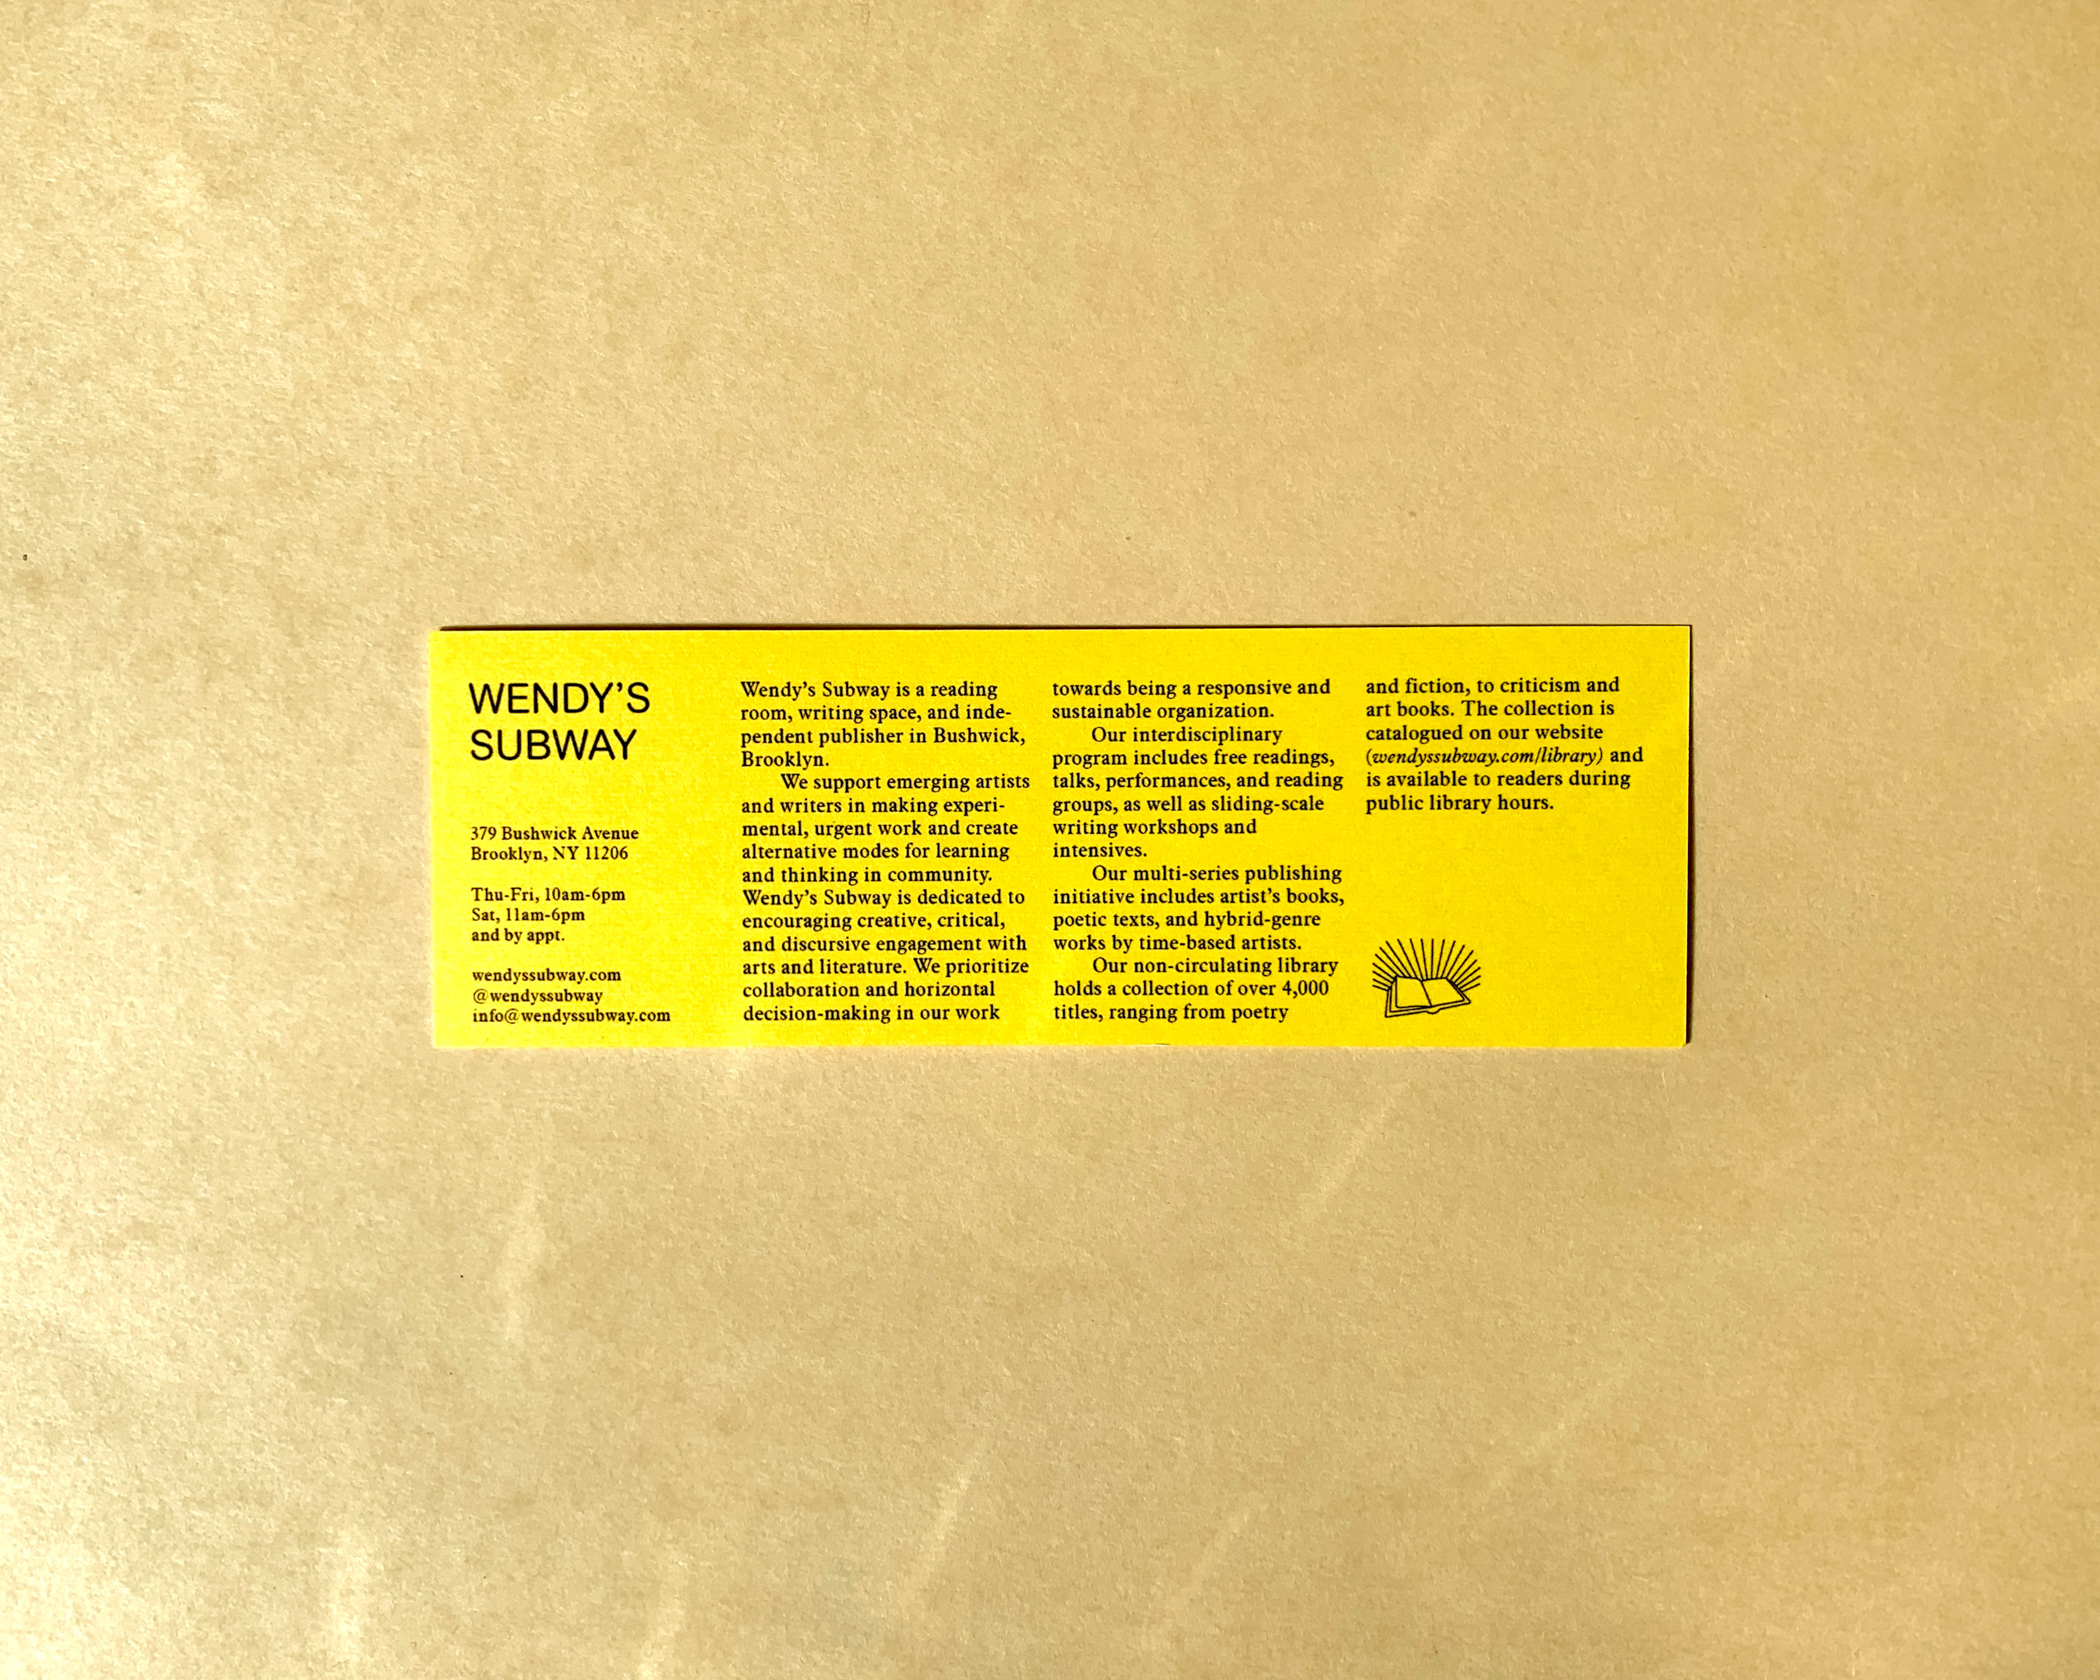 WENDY'S
SUBWAY
379 Bushwick Avenue
Brooklyn, NY 11206
Thu-Fri, 10am-6pm
Sat, 11am-6pm
and by appt.
wendyssubway.com
@wendyssubway
info@wendyssubway.com
Wendy's Subway is a reading
room, writing space, and inde-
pendent publisher in Bushwick,
Brooklyn.
We support emerging artists
and writers in making experi-
mental, urgent work and create
alternative modes for learning
and thinking in community.
Wendy's Subway is dedicated to
encouraging creative, critical,
and discursive engagement with
arts and literature. We prioritize
collaboration and horizontal
decision-making in our work
towards being a responsive and
sustainable organization.
Our interdisciplinary
program includes free readings,
talks, performances, and reading
groups, as well as sliding-scale
writing workshops and
intensives.
Our multi-series publishing
initiative includes artist's books,
poetic texts, and hybrid-genre
works by time-based artists.
Our non-circulating library
holds a collection of over 4,000
titles, ranging from poetry
and fiction, to criticism and
art books. The collection is
catalogued on our website
(wendyssubway.com/library) and
is available to readers during
public library hours.